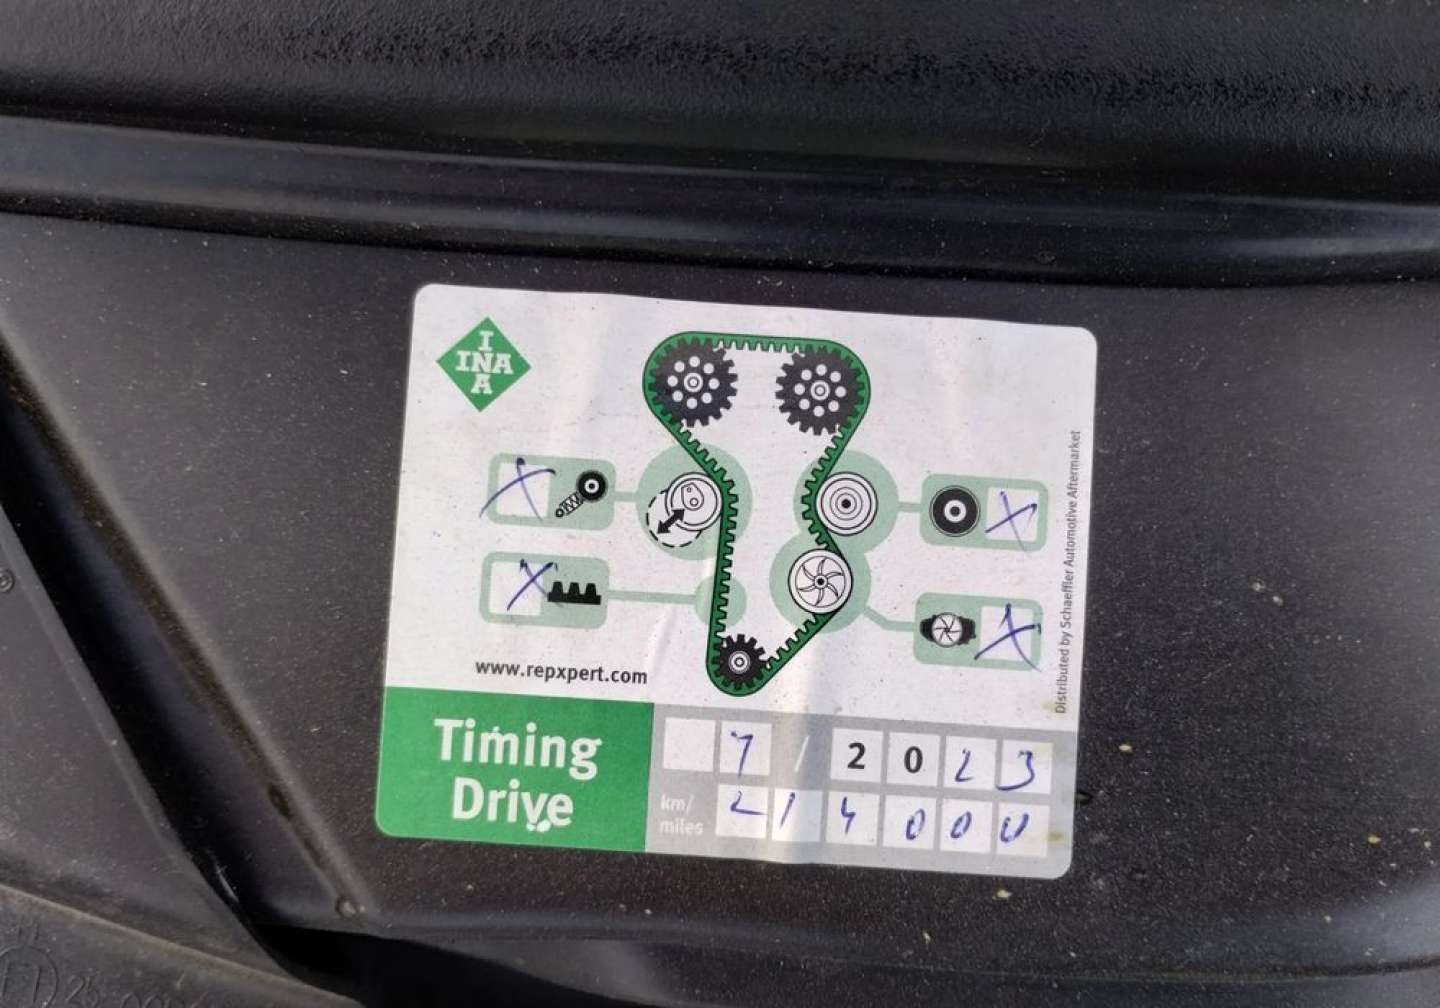 I
INA
A
X
X
X
X
www.repxpert.com
Distributed by Schaeffler Automotive Aftermarket
Timing
Drive
7 / 2023
km/
miles
214000